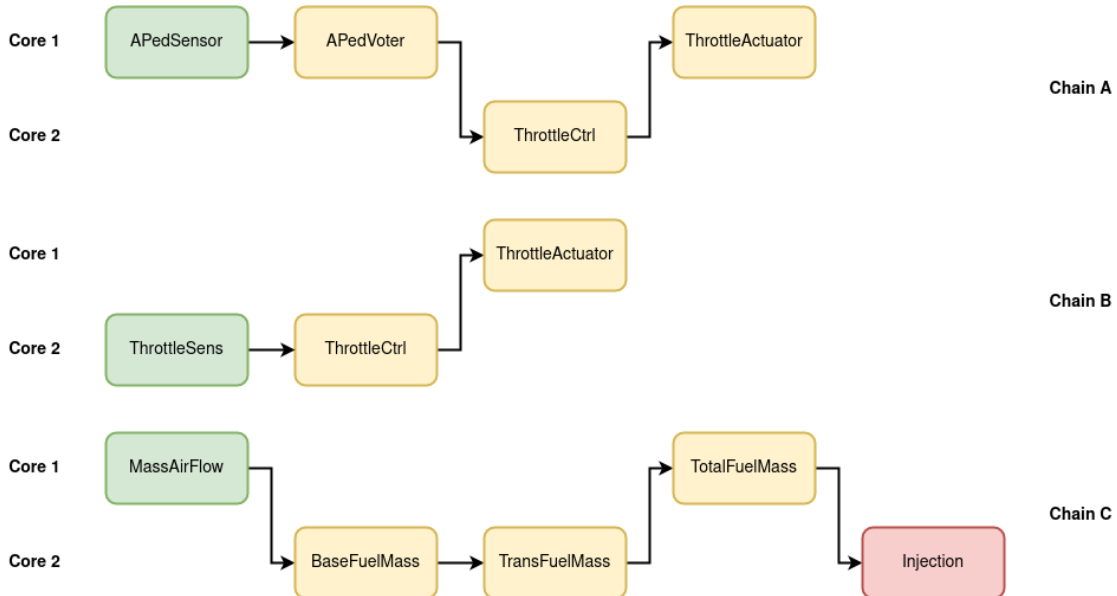 Core 1
APedSensor
APedVoter
ThrottleActuator
Chain A
Core 2
ThrottleCtrl
Core 1
ThrottleActuator
Chain B
Core 2
ThrottleSens
ThrottleCtrl
Core 1
MassAirFlow
TotalFuelMass
Chain C
Core 2
BaseFuelMass
TransFuelMass
Injection